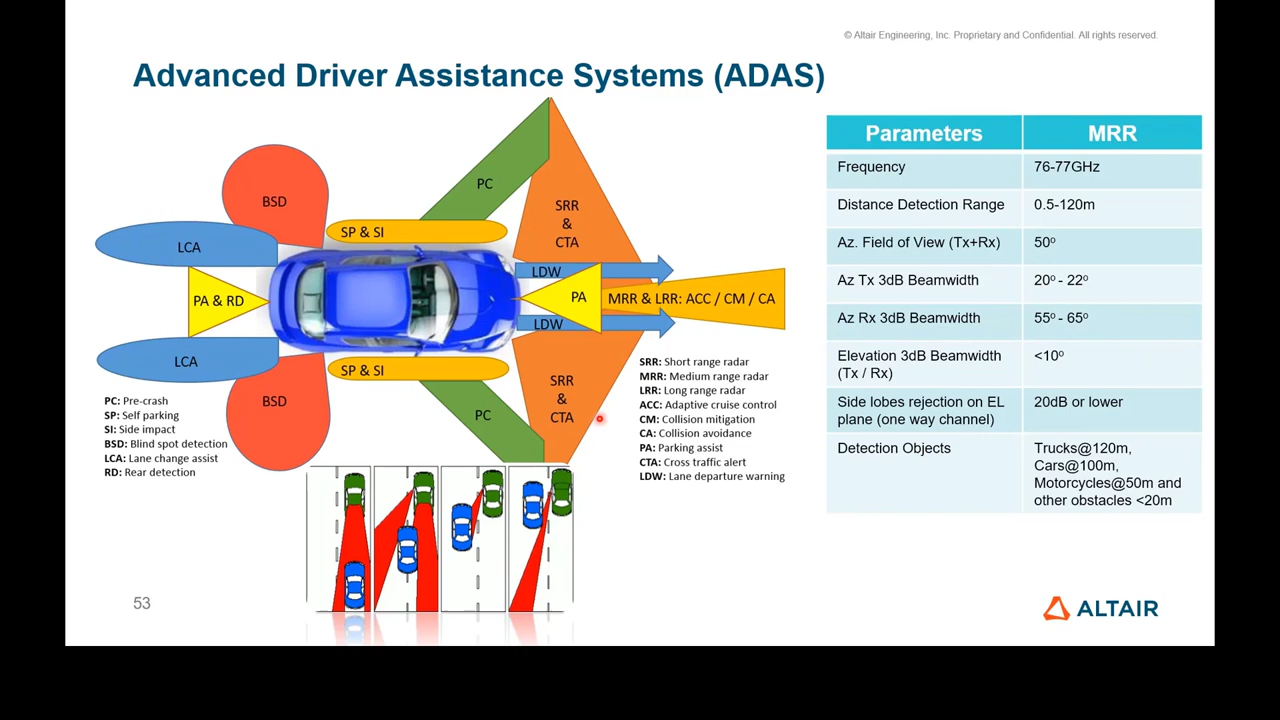 © Altair Engineering, Inc. Proprietary and Confidential. All rights reserved.
Advanced Driver Assistance Systems (ADAS)
BSD
LCA
SP & SI
PC
SRR
&
CTA
LDW
PA & RD
PA
MRR & LRR: ACC / CM / CA
LDW
LCA
SP & SI
BSD
PC
SRR
&
CTA
PC: Pre-crash
SP: Self parking
SI: Side impact
BSD: Blind spot detection
LCA: Lane change assist
RD: Rear detection
SRR: Short range radar
MRR: Medium range radar
LRR: Long range radar
ACC: Adaptive cruise control
CM: Collision mitigation
CA: Collision avoidance
PA: Parking assist
CTA: Cross traffic alert
LDW: Lane departure warning
Parameters MRR
Frequency 76-77GHz
Distance Detection Range 0.5-120m
Az. Field of View (Tx+Rx) 50º
Az Tx 3dB Beamwidth 20º - 22º
Az Rx 3dB Beamwidth 55º - 65º
Elevation 3dB Beamwidth <10º
(Tx / Rx)
Side lobes rejection on EL 20dB or lower
plane (one way channel)
Detection Objects Trucks@120m,
Cars@100m,
Motorcycles@50m and
other obstacles <20m
53
ALTAIR